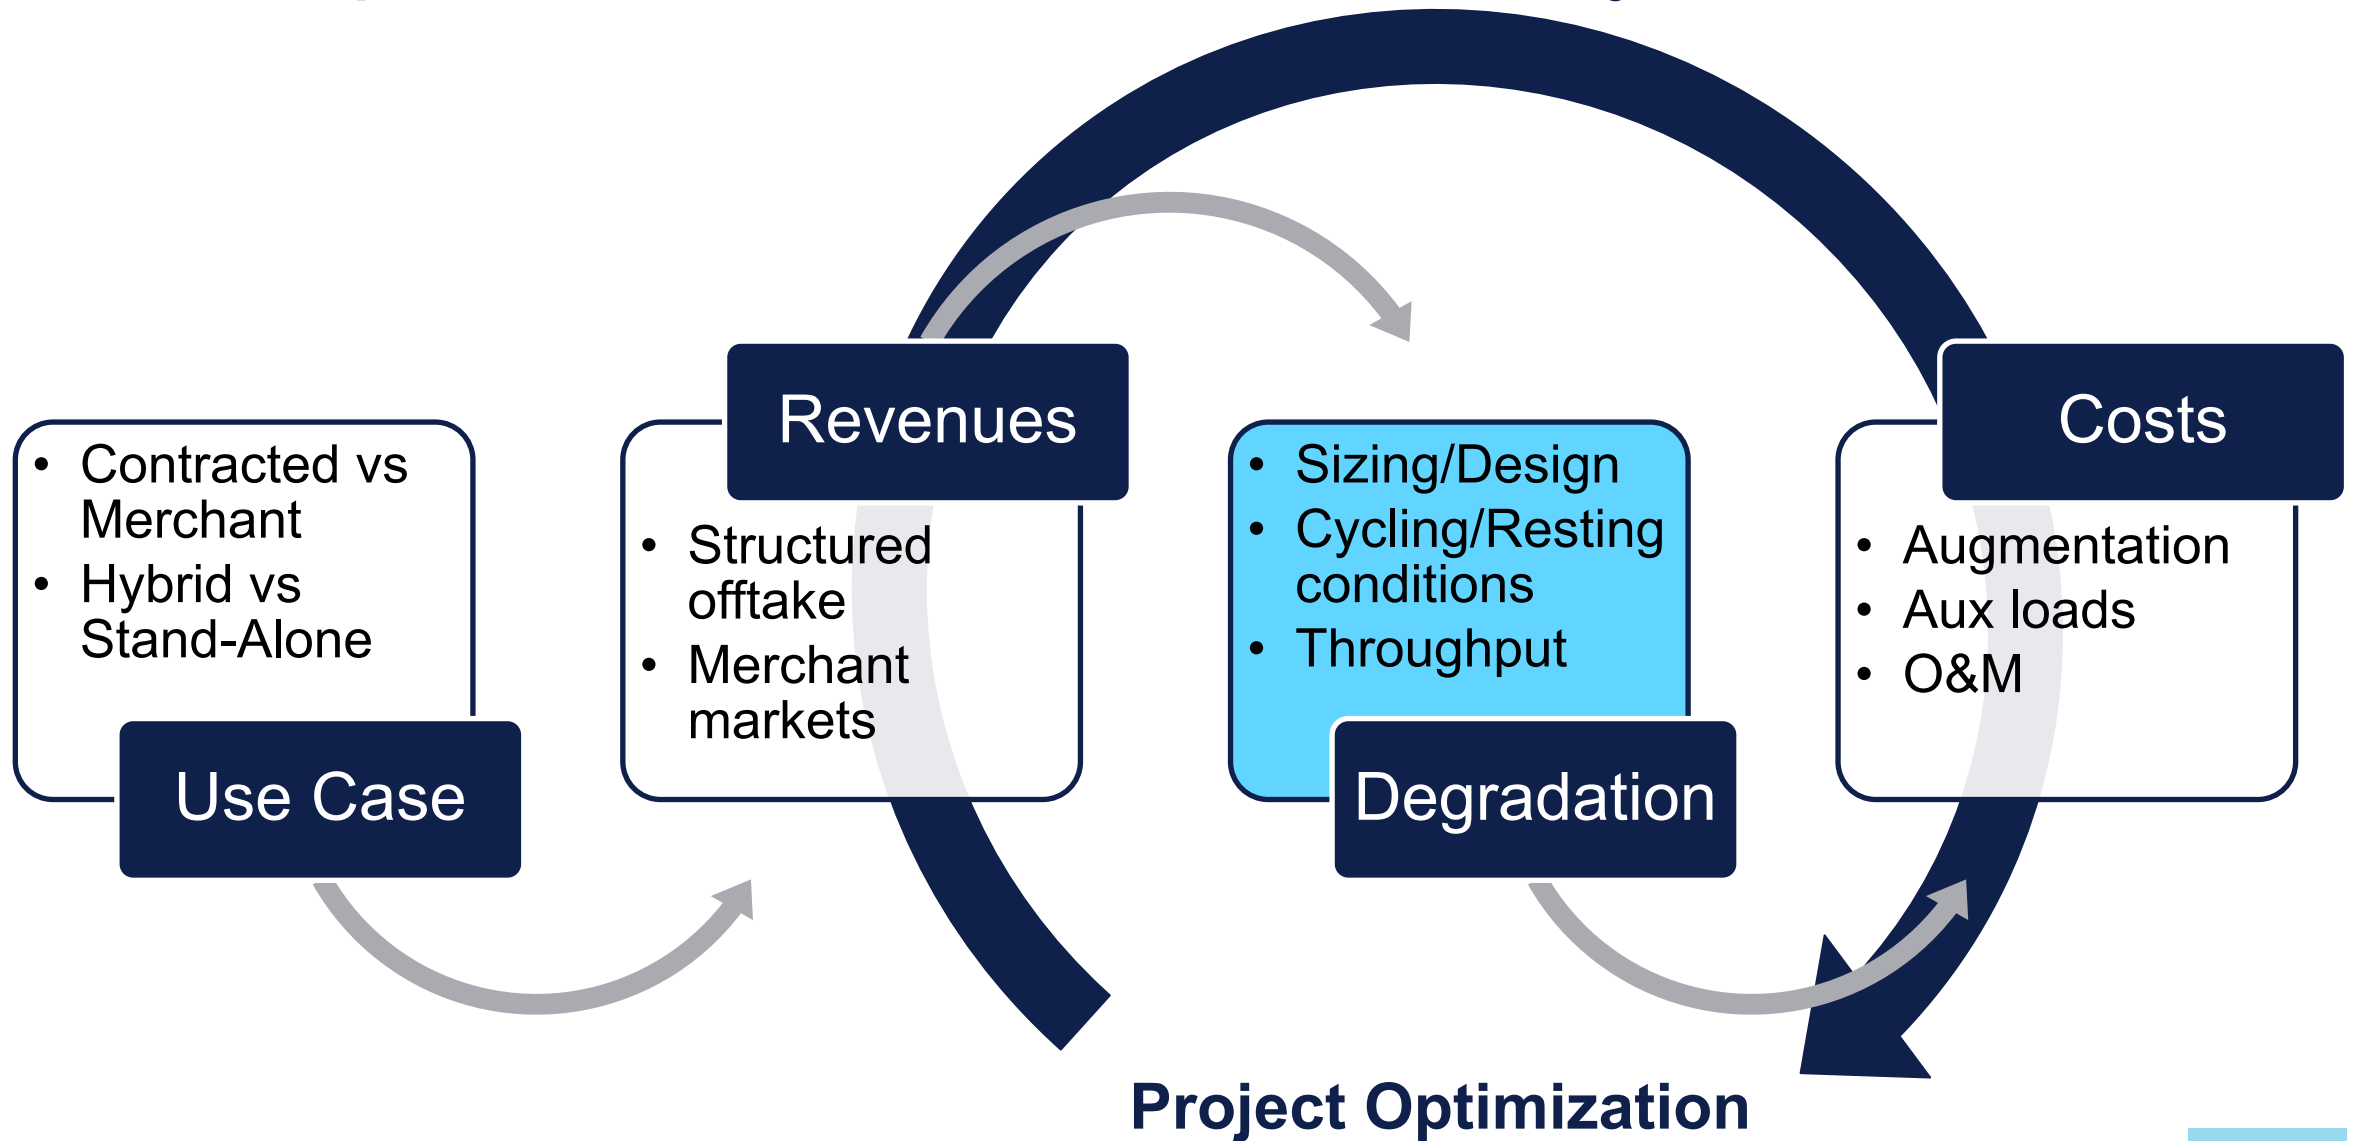 Revenues
Costs
• Contracted vs
Merchant
• Hybrid vs
Stand-Alone
Use Case
• Structured
offtake
• Merchant
markets
• Sizing/Design
• Cycling/Resting
conditions
• Throughput
Degradation
• Augmentation
• Aux loads
• O&M
Project Optimization